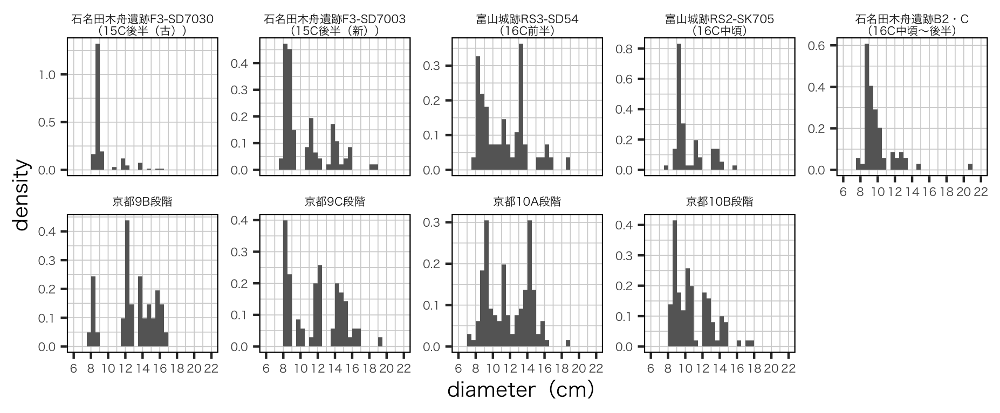 石名田木舟遺跡F3-SD7030
（15C後半（古））
石名田木舟遺跡F3-SD7003
（15C後半（新））
富山城跡RS3-SD54
（16C前半）
富山城跡RS2-SK705
（16C中頃）
石名田木舟遺跡B2・C
（16C中頃～後半）
1.0
0.5
0.0
0.4
0.3
0.2
0.1
0.0
0.3
0.2
0.1
0.0
0.8
0.6
0.4
0.2
0.0
0.6
0.4
0.2
0.0
6 8 10 12 14 16 18 20 22
density
京都9B段階
京都9C段階
京都10A段階
京都10B段階
0.4
0.3
0.2
0.1
0.0
0.4
0.3
0.2
0.1
0.0
0.3
0.2
0.1
0.0
0.4
0.3
0.2
0.1
0.0
6 8 10 12 14 16 18 20 22
6 8 10 12 14 16 18 20 22
6 8 10 12 14 16 18 20 22
6 8 10 12 14 16 18 20 22
diameter（cm）